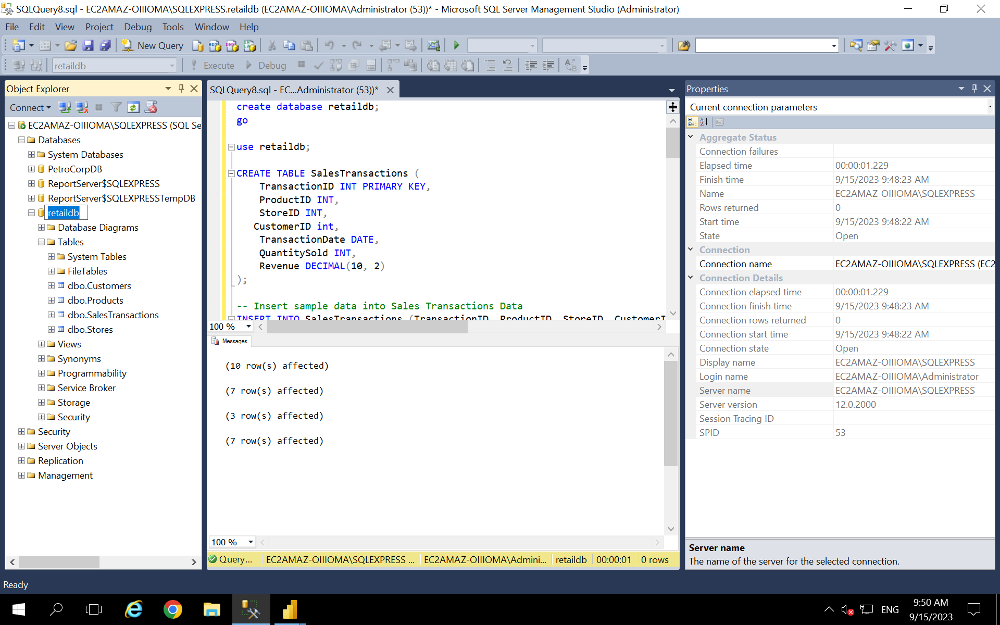 SQLQuery8.sql - EC2AMAZ-OIIIOMA\SQLEXPRESS.retaildb (EC2AMAZ-OIIIOMA\Administrator (53))* - Microsoft SQL Server Management Studio (Administrator)
File Edit View Project Debug Tools Window Help
New Query
retaildb
Execute
Debug
Object Explorer
Connect
EC2AMAZ-OIIIOMA\SQLEXPRESS (SQL Se
Databases
System Databases
PetroCorpDB
ReportServer$SQLEXPRESS
ReportServer$SQLEXPRESSTempDB
retaildb
Database Diagrams
Tables
System Tables
FileTables
dbo.Customers
dbo.Products
dbo.SalesTransactions
dbo.Stores
Views
Synonyms
Programmability
Service Broker
Storage
Security
Security
Server Objects
Replication
Management
SQLQuery8.sql - EC...Administrator (53))*
create database retaildb;
go
use retaildb;
CREATE TABLE SalesTransactions (
TransactionID INT PRIMARY KEY,
ProductID INT,
StoreID INT,
CustomerID int,
TransactionDate DATE,
QuantitySold INT,
Revenue DECIMAL(10, 2)
);
-- Insert sample data into Sales Transactions Data
INSERT INTO SalesTransactions (TransactionID, ProductID, StoreID, CustomerI
100 %
Messages
(10 row(s) affected)
(7 row(s) affected)
(3 row(s) affected)
(7 row(s) affected)
100 %
Query... EC2AMAZ-OIIIOMA\SQLEXPRESS ... EC2AMAZ-OIIIOMA\Admini... retaildb 00:00:01 0 rows
Properties
Current connection parameters
Aggregate Status
Connection failures
Elapsed time 00:00:01.229
Finish time 9/15/2023 9:48:23 AM
Name EC2AMAZ-OIIIOMA\SQLEXPRESS
Rows returned 0
Start time 9/15/2023 9:48:22 AM
State Open
Connection
Connection name EC2AMAZ-OIIIOMA\SQLEXPRESS (EC2
Connection Details
Connection elapsed time 00:00:01.229
Connection finish time 9/15/2023 9:48:23 AM
Connection rows returned 0
Connection start time 9/15/2023 9:48:22 AM
Connection state Open
Display name EC2AMAZ-OIIIOMA\SQLEXPRESS
Login name EC2AMAZ-OIIIOMA\Administrator
Server name EC2AMAZ-OIIIOMA\SQLEXPRESS
Server version 12.0.2000
Session Tracing ID
SPID 53
Server name
The name of the server for the selected connection.
Ready
ENG
9:50 AM
9/15/2023